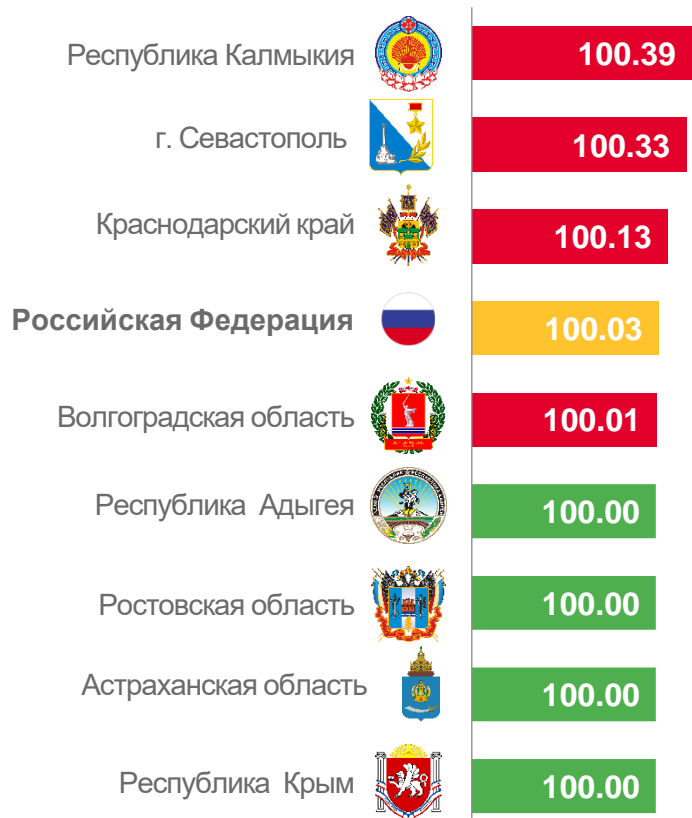 Республика Калмыкия 100.39
г. Севастополь 100.33
Краснодарский край 100.13
Российская Федерация 100.03
Волгоградская область 100.01
Республика Адыгея 100.00
Ростовская область 100.00
Астраханская область 100.00
Республика Крым 100.00